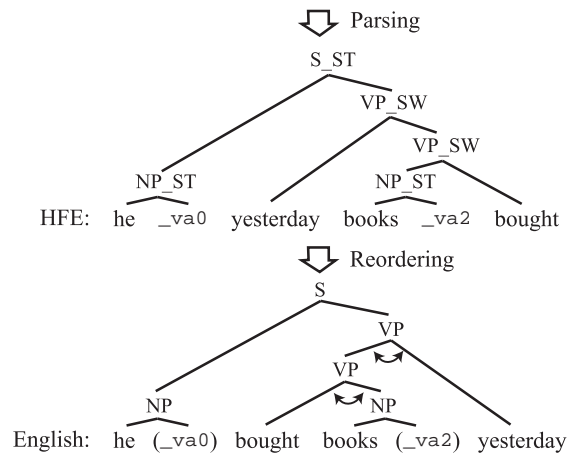 Parsing
S_ST
VP_SW
VP_SW
NP_ST NP_ST
HFE: he _va0 yesterday books _va2 bought
Reordering
S
VP
VP
NP NP
English: he (_va0) bought books (_va2) yesterday